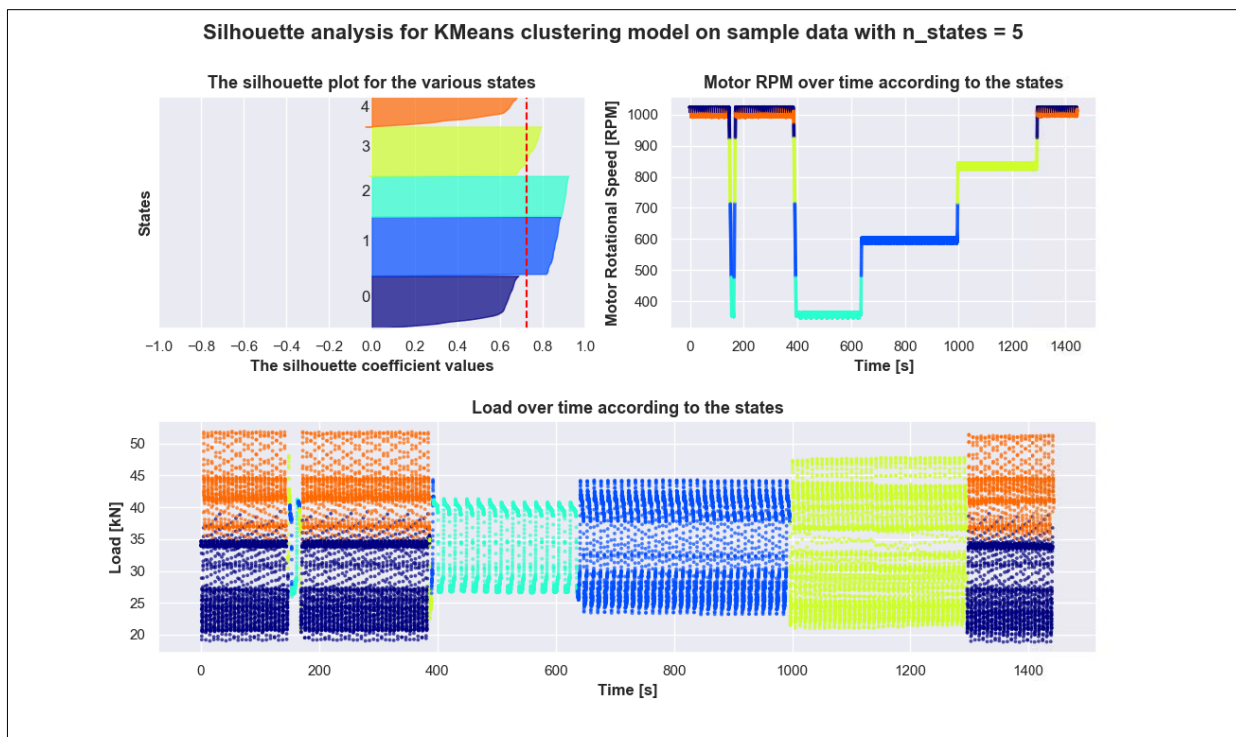 Silhouette analysis for KMeans clustering model on sample data with n_states = 5
The silhouette plot for the various states
4
3
2
1
0
States
−1.0 −0.8 −0.6 −0.4 −0.2 0.0 0.2 0.4 0.6 0.8 1.0
The silhouette coefficient values
Motor RPM over time according to the states
Motor Rotational Speed [RPM]
1000
900
800
700
600
500
400
0 200 400 600 800 1000 1200 1400
Time [s]
Load over time according to the states
Load [kN]
50
45
40
35
30
25
20
0 200 400 600 800 1000 1200 1400
Time [s]